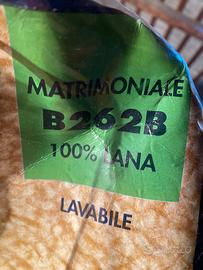 MATRIMONIALE
B262B
100% LANA
LAVABILE